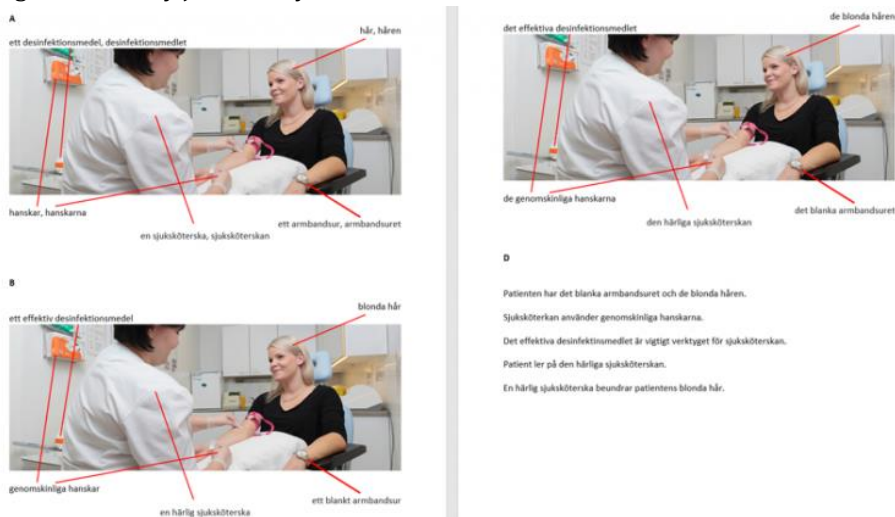 A
ett desinfektionsmedel, desinfektionsmedlet
hår, håren
hanskar, hanskarna
en sjuksköterska, sjuksköterskan
ett armbandsur, armbandsuret
B
ett effektiv desinfektionsmedel
blonda hår
genomskinliga hanskar
en härlig sjuksköterska
ett blankt armbandsur
det effektiva desinfektionsmedlet
de blonda håren
de genomskinliga hanskarna
den härliga sjuksköterskan
det blanka armbandsuret
D
Patienten har det blanka armbandsuret och de blonda håren.
Sjuksköterkan använder genomskinliga hanskarna.
Det effektiva desinfektinsmedlet är vigtigt verktyget för sjuksköterskan.
Patient ler på den härliga sjuksköterskan.
En härlig sjuksköterska beundrar patientens blonda hår.